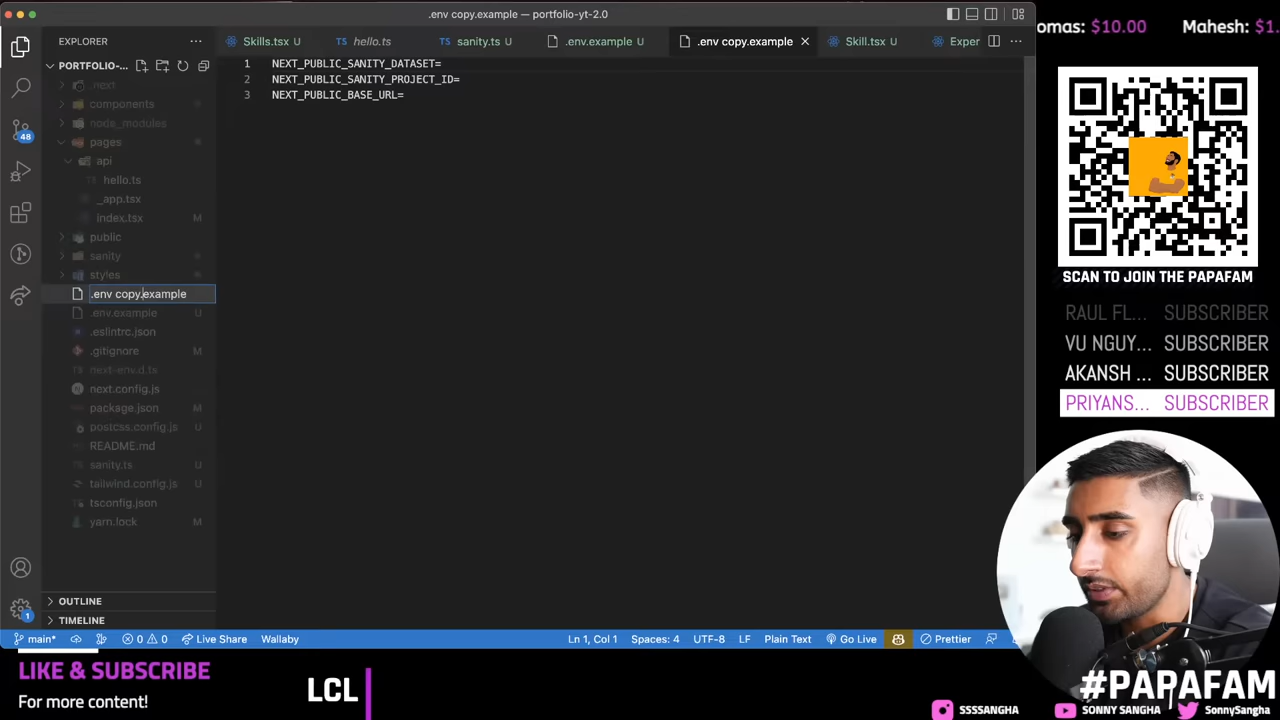 .env copy.example — portfolio-yt-2.0
omas: $10.00 Mahesh: $1.
EXPLORER
Skills.tsx U
hello.ts
sanity.ts U
.env.example U
.env copy.example
Skill.tsx U
Exper
PORTFOLIO-...
1 NEXT_PUBLIC_SANITY_DATASET=
2 NEXT_PUBLIC_SANITY_PROJECT_ID=
3 NEXT_PUBLIC_BASE_URL=
.next
components
node_modules
pages
api
hello.ts
_app.tsx
index.tsx M
public
sanity
styles
.env copy.example
.env.example U
.eslintrc.json
.gitignore M
next-env.d.ts
next.config.js
package.json M
postcss.config.js U
README.md
sanity.ts U
tailwind.config.js U
tsconfig.json
yarn.lock M
48
1
OUTLINE
TIMELINE
main*
0 0
Live Share
Wallaby
Ln 1, Col 1
Spaces: 4
UTF-8
LF
Plain Text
Go Live
Prettier
SCAN TO JOIN THE PAPAFAM
RAUL FL... SUBSCRIBER
VU NGUY... SUBSCRIBER
AKANSH ... SUBSCRIBER
PRIYANS... SUBSCRIBER
LIKE & SUBSCRIBE
For more content!
LCL
#PAPAFAM
SSSSANGHA
SONNY SANGHA
SonnySangha